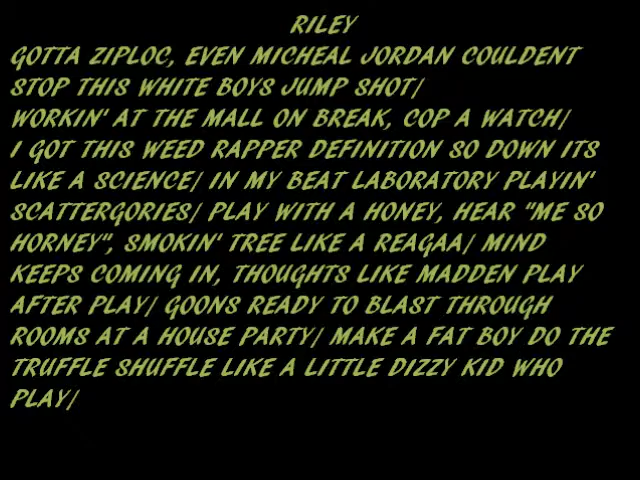 RILEY
GOTTA ZIPLOC, EVEN MICHEAL JORDAN COULDENT
STOP THIS WHITE BOYS JUMP SHOT/
WORKIN' AT THE MALL ON BREAK, COP A WATCH/
I GOT THIS WEED RAPPER DEFINITION SO DOWN ITS
LIKE A SCIENCE/ IN MY BEAT LABORATORY PLAYIN'
SCATTERGORIES/ PLAY WITH A HONEY, HEAR "ME SO
HORNEY", SMOKIN' TREE LIKE A REAGAA/ MIND
KEEPS COMING IN, THOUGHTS LIKE MADDEN PLAY
AFTER PLAY/ GOONS READY TO BLAST THROUGH
ROOMS AT A HOUSE PARTY/ MAKE A FAT BOY DO THE
TRUFFLE SHUFFLE LIKE A LITTLE DIZZY KID WHO
PLAY/